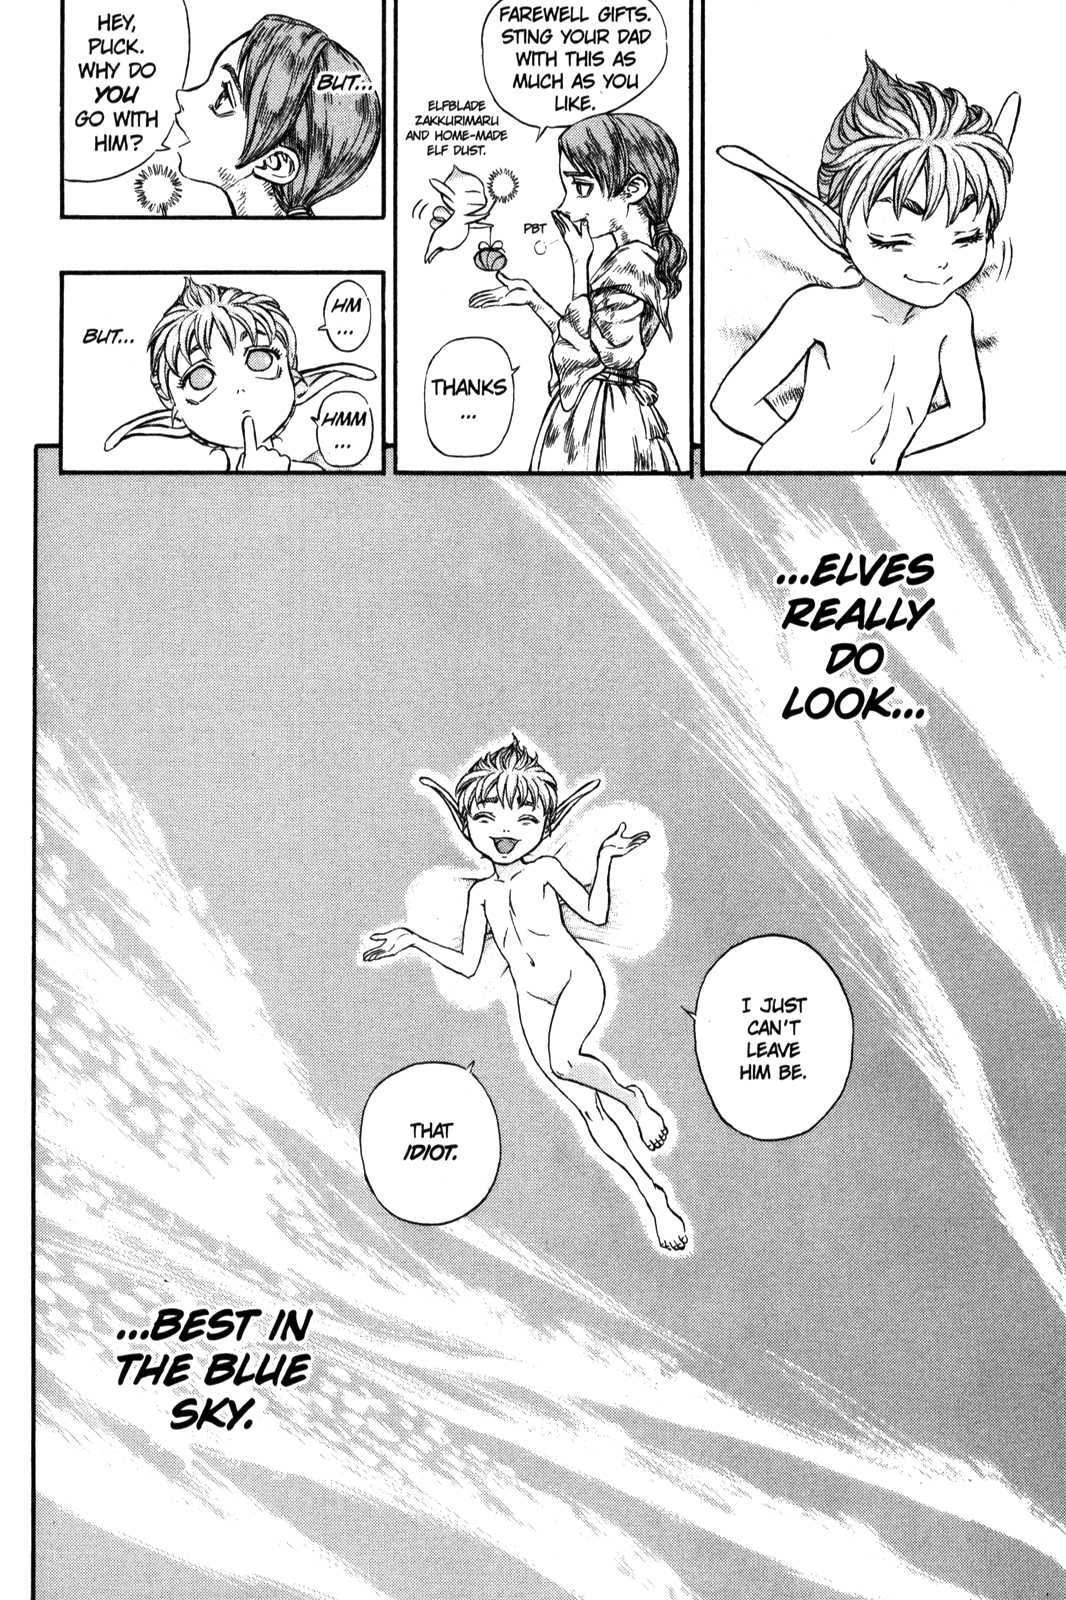 FAREWELL GIFTS.
STING YOUR DAD
WITH THIS AS
MUCH AS YOU
LIKE.
ELFBLADE
ZAKKURIMARU
AND HOME-MADE
ELF DUST.
PBT
THANKS
...
HEY,
PUCK.
WHY DO
YOU
GO WITH
HIM?
BUT...
HM
...
BUT...
HMM
...
...ELVES
REALLY
DO
LOOK...
I JUST
CAN'T
LEAVE
HIM BE.
THAT
IDIOT.
...BEST IN
THE BLUE
SKY.